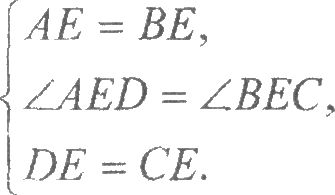 AE = BE,
∠AED = ∠BEC,
DE = CE.